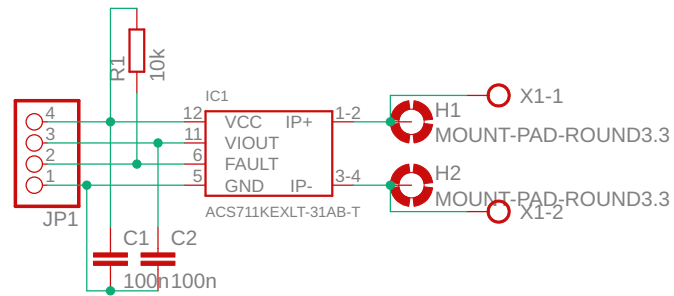 R1
10k
IC1
4
12
VCC
IP+
1-2
H1
X1-1
3
11
VIOUT
MOUNT-PAD-ROUND3.3
2
6
FAULT
H2
1
5
GND
IP-
3-4
MOUNT-PAD-ROUND3.3
JP1
ACS711KEXLT-31AB-T
X1-2
C1
C2
100n
100n